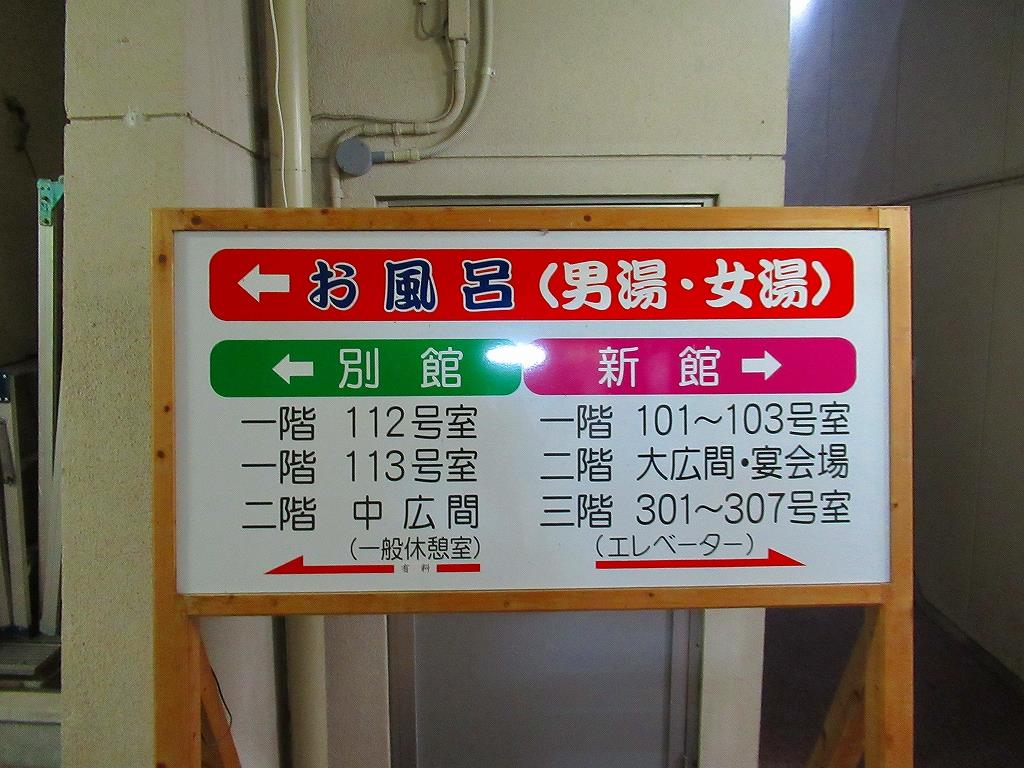 ← お風呂（男湯・女湯）
← 別館
一階 112号室
一階 113号室
二階 中広間
（一般休憩室）
有料
新館 →
一階 101～103号室
二階 大広間・宴会場
三階 301～307号室
（エレベーター）